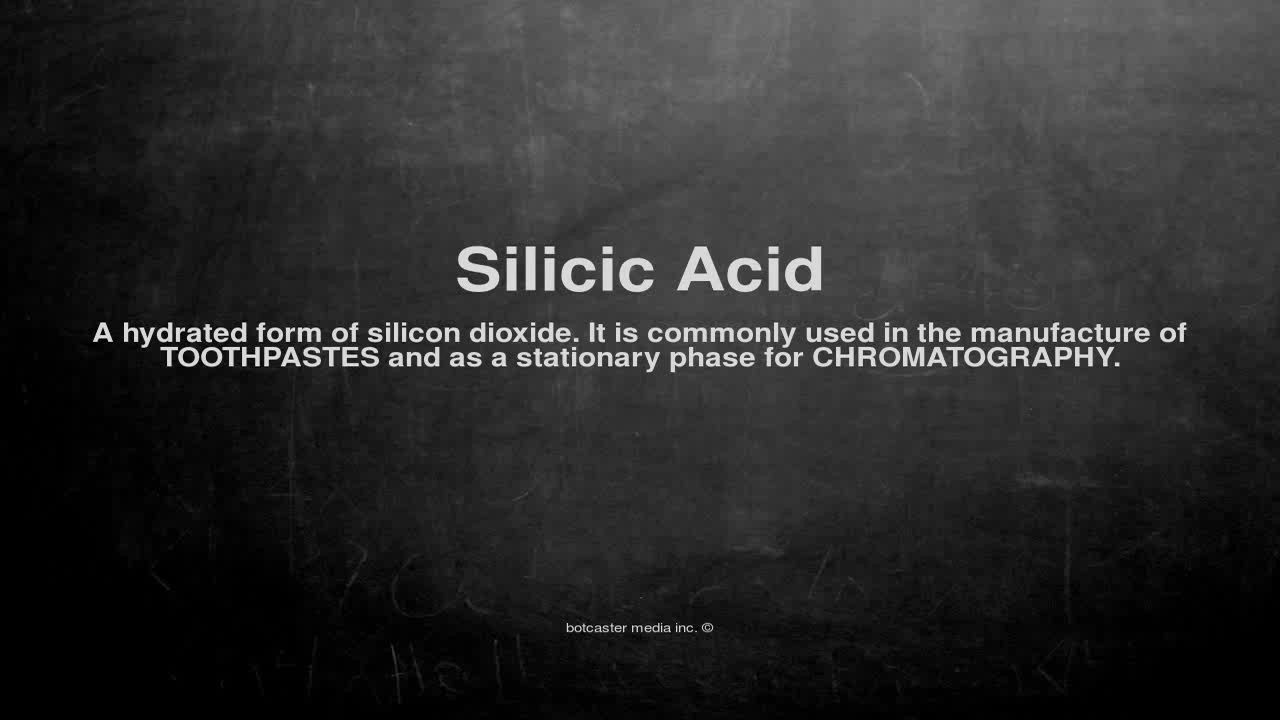 Silicic Acid
A hydrated form of silicon dioxide. It is commonly used in the manufacture of
TOOTHPASTES and as a stationary phase for CHROMATOGRAPHY.
botcaster media inc. ©